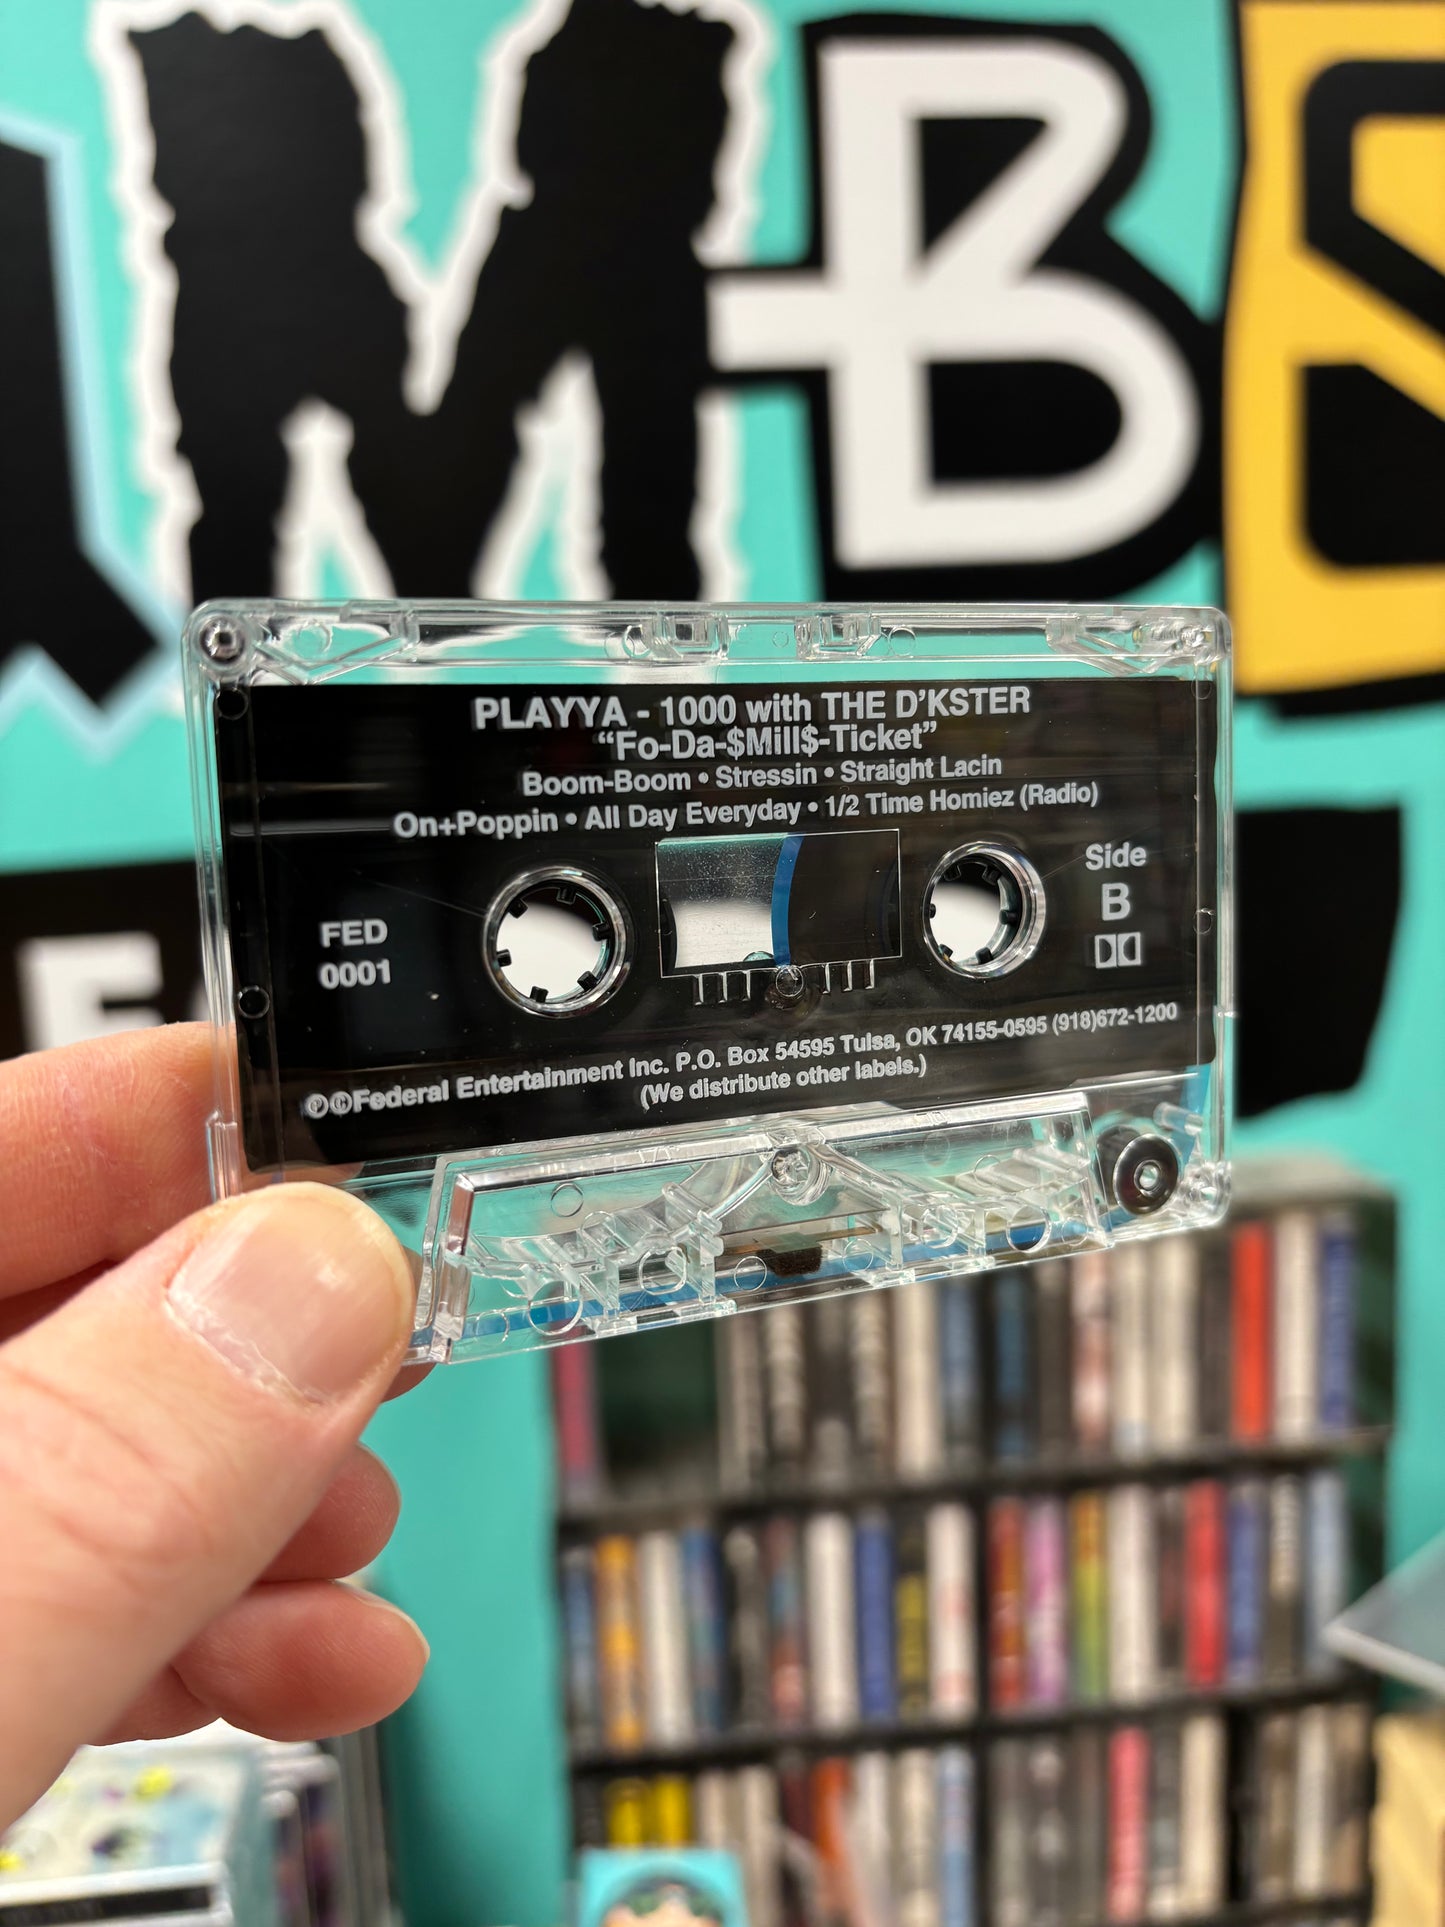 MB
PLAYYA - 1000 with THE D'KSTER
"Fo-Da-$Mill$-Ticket"
Boom-Boom • Stressin • Straight Lacin
On+Poppin • All Day Everyday • 1/2 Time Homiez (Radio)
FED
0001
Side
B
℗©Federal Entertainment Inc. P.O. Box 54595 Tulsa, OK 74155-0595 (918)672-1200
(We distribute other labels.)